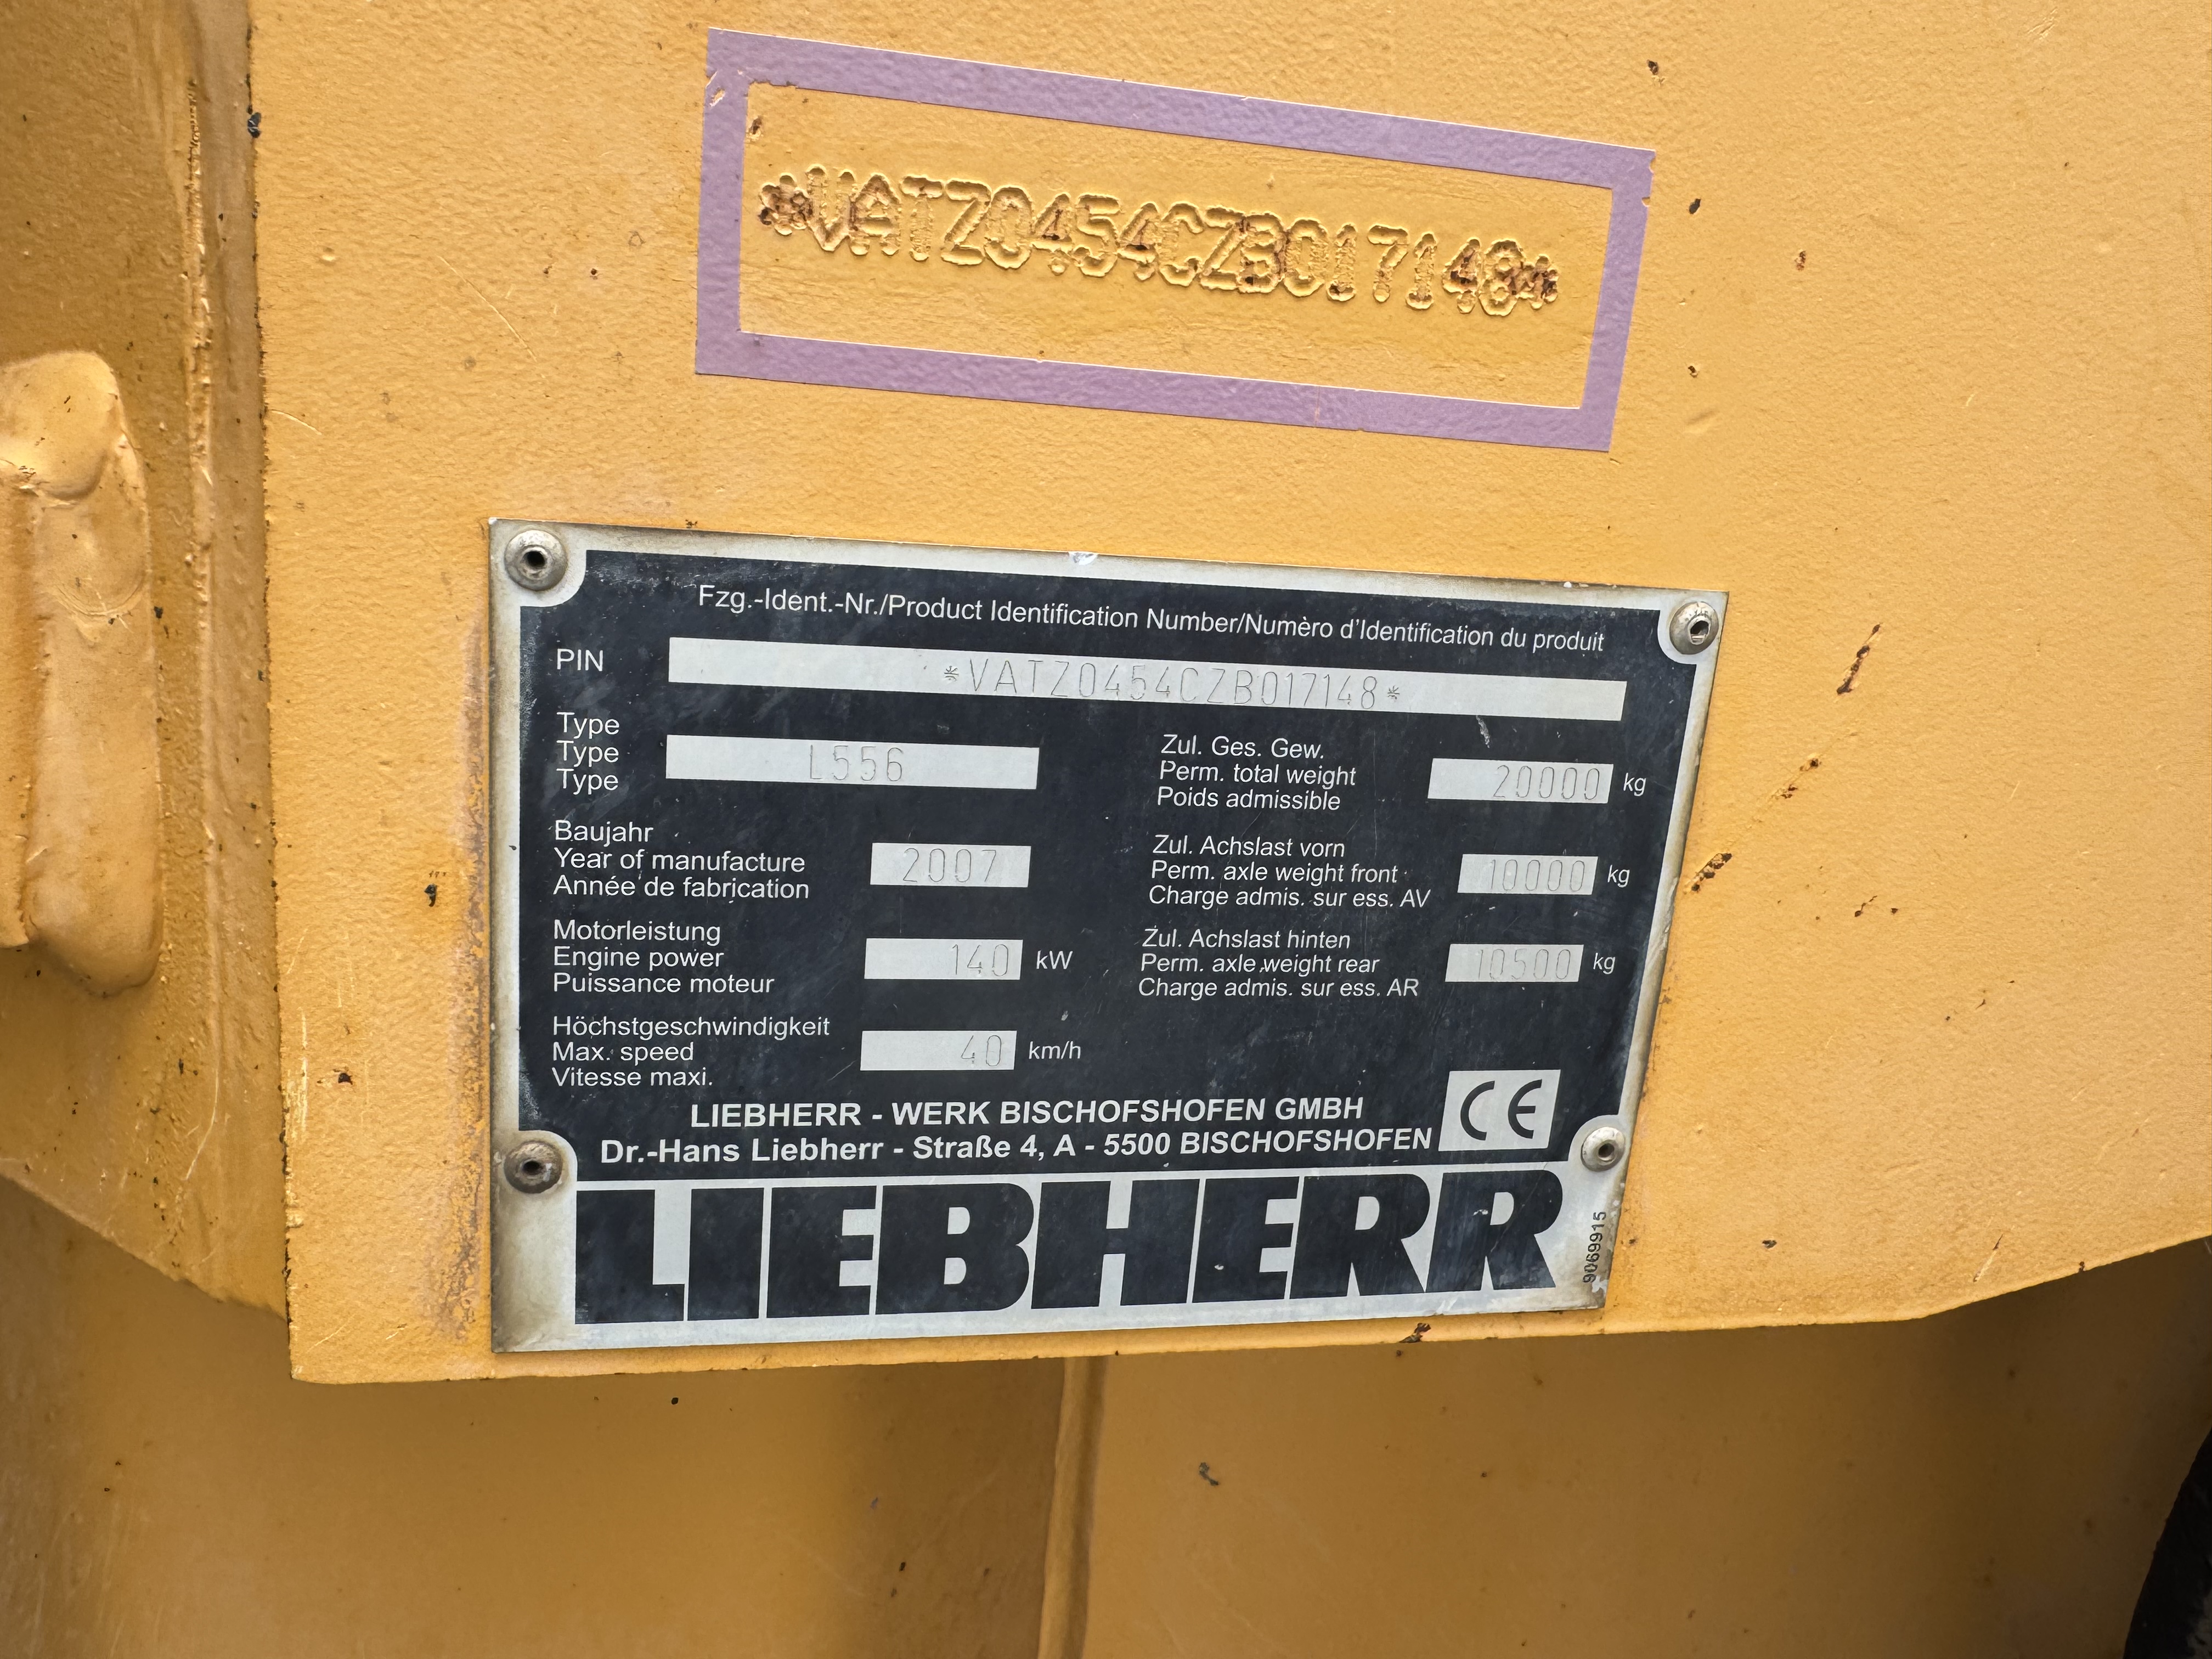 *VATZ0454CZB017148*
Fzg.-Ident.-Nr./Product Identification Number/Numèro d'Identification du produit
PIN *VATZ0454CZB017148*
Type
Type L556
Type
Zul. Ges. Gew.
Perm. total weight 20000 kg
Poids admissible
Baujahr
Year of manufacture 2007
Année de fabrication
Zul. Achslast vorn
Perm. axle weight front 10000 kg
Charge admis. sur ess. AV
Motorleistung
Engine power 140 kW
Puissance moteur
Zul. Achslast hinten
Perm. axle weight rear 10500 kg
Charge admis. sur ess. AR
Höchstgeschwindigkeit
Max. speed 40 km/h
Vitesse maxi.
LIEBHERR - WERK BISCHOFSHOFEN GMBH
Dr.-Hans Liebherr - Straße 4, A - 5500 BISCHOFSHOFEN
CE
LIEBHERR
9069915